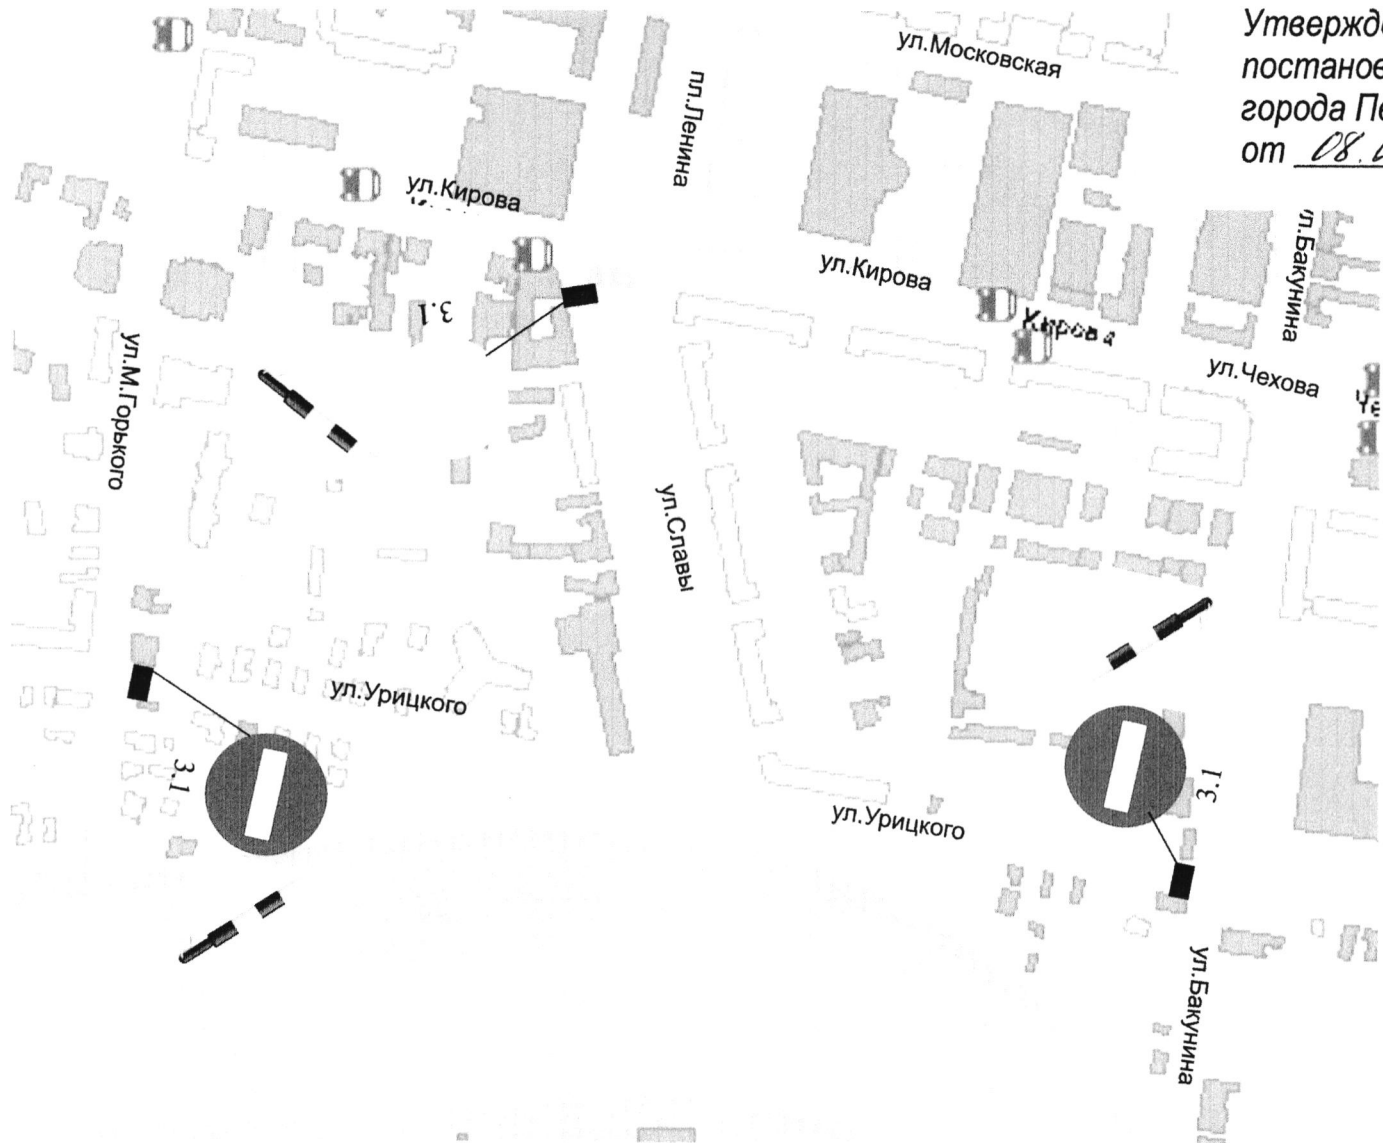 Утвержд
постанов
города П
от 08.
ул.Московская
пл.Ленина
ул.Кирова
ул.Кирова
ул.Бакунина
Кирова
ул.Чехова
3.1
ул.М.Горького
ул.Славы
ул.Урицкого
3.1
3.1
ул.Урицкого
ул.Бакунина